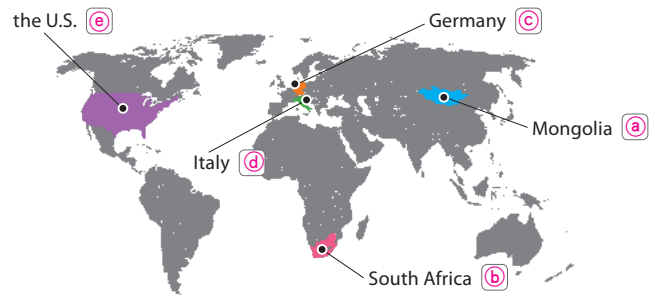 the U.S. ⓔ
Germany ⓒ
Mongolia ⓐ
Italy ⓓ
South Africa ⓑ